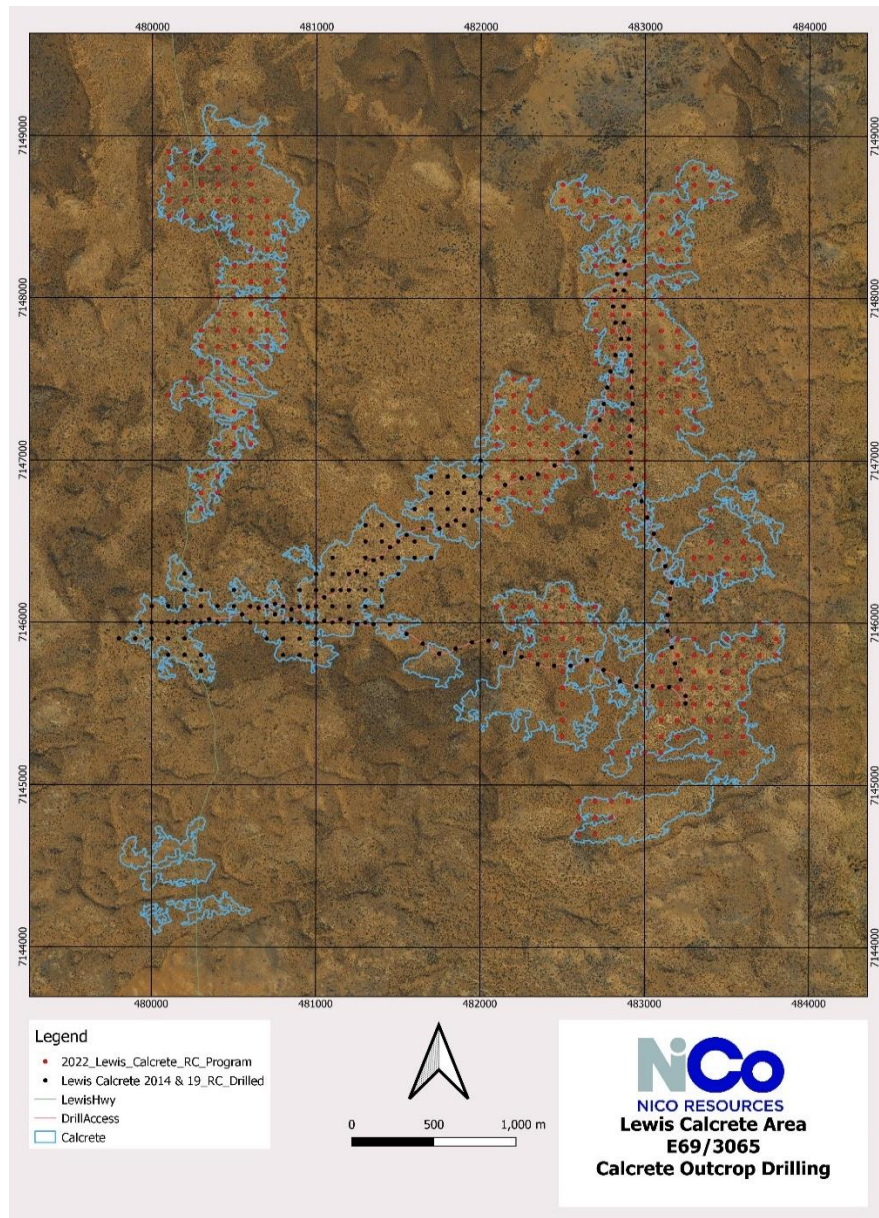 480000 481000 482000 483000 484000
7149000 7149000
7148000 7148000
7147000 7147000
7146000 7146000
7145000 7145000
7144000 7144000
480000 481000 482000 483000 484000
Legend
2022_Lewis_Calcrete_RC_Program
Lewis Calcrete 2014 & 19_RC_Drilled
LewisHwy
DrillAccess
Calcrete
0 500 1,000 m
NiCo
NICO RESOURCES
Lewis Calcrete Area
E69/3065
Calcrete Outcrop Drilling